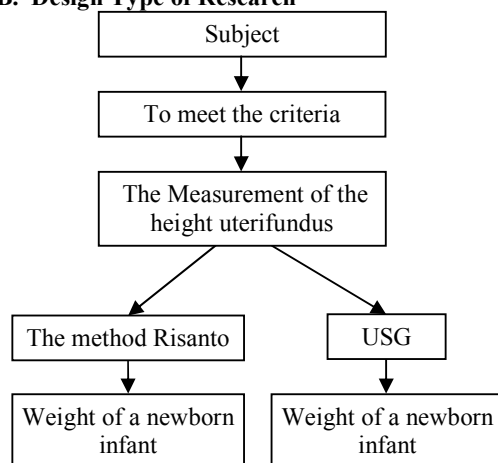 B. Design Type of Research
Subject
To meet the criteria
The Measurement of the
height uterifundus
The method Risanto
USG
Weight of a newborn
infant
Weight of a newborn
infant